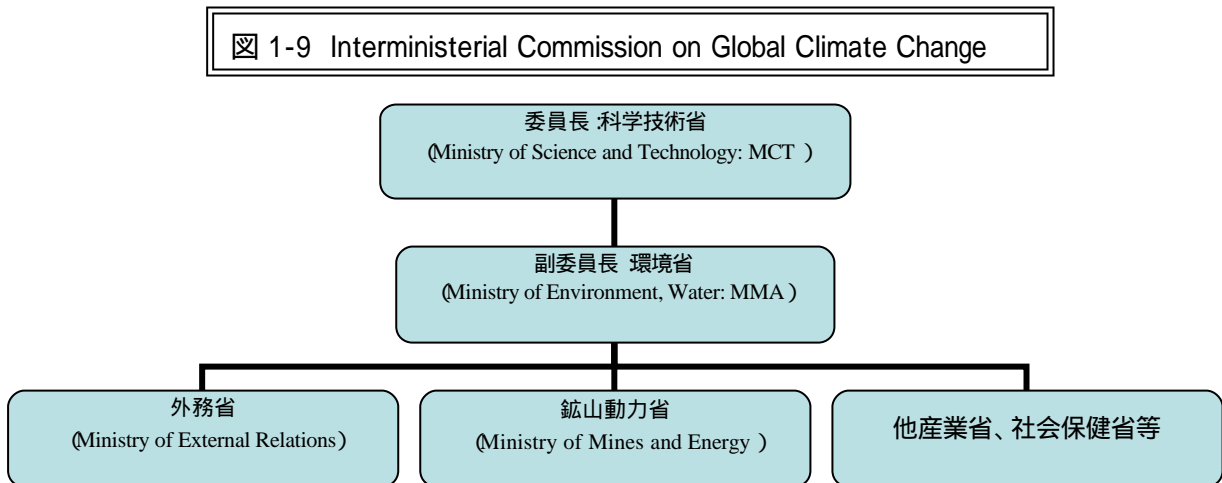 図 1-9 Interministerial Commission on Global Climate Change
委員長:科学技術省
(Ministry of Science and Technology: MCT )
副委員長 環境省
(Ministry of Environment, Water: MMA)
外務省
(Ministry of External Relations)
鉱山動力省
(Ministry of Mines and Energy )
他産業省、社会保健省等